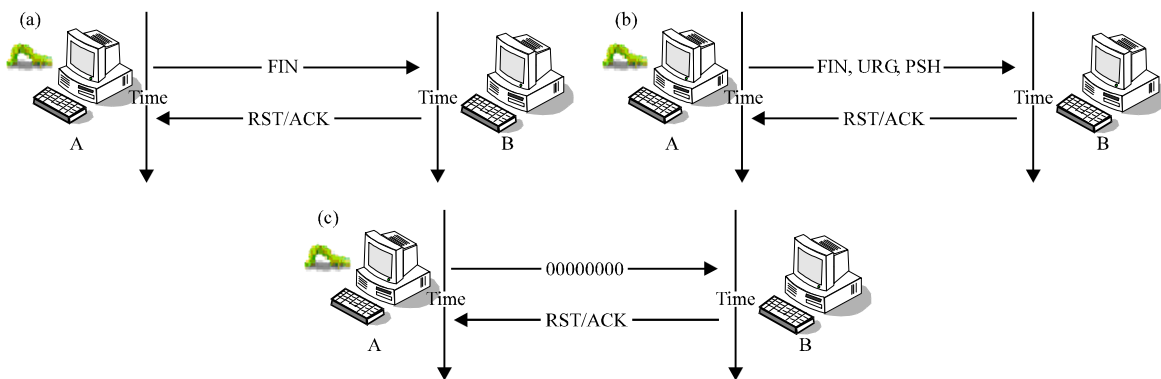 (a)
FIN
Time
Time
RST/ACK
A
B
(b)
FIN, URG, PSH
Time
Time
RST/ACK
A
B
(c)
00000000
Time
Time
RST/ACK
A
B